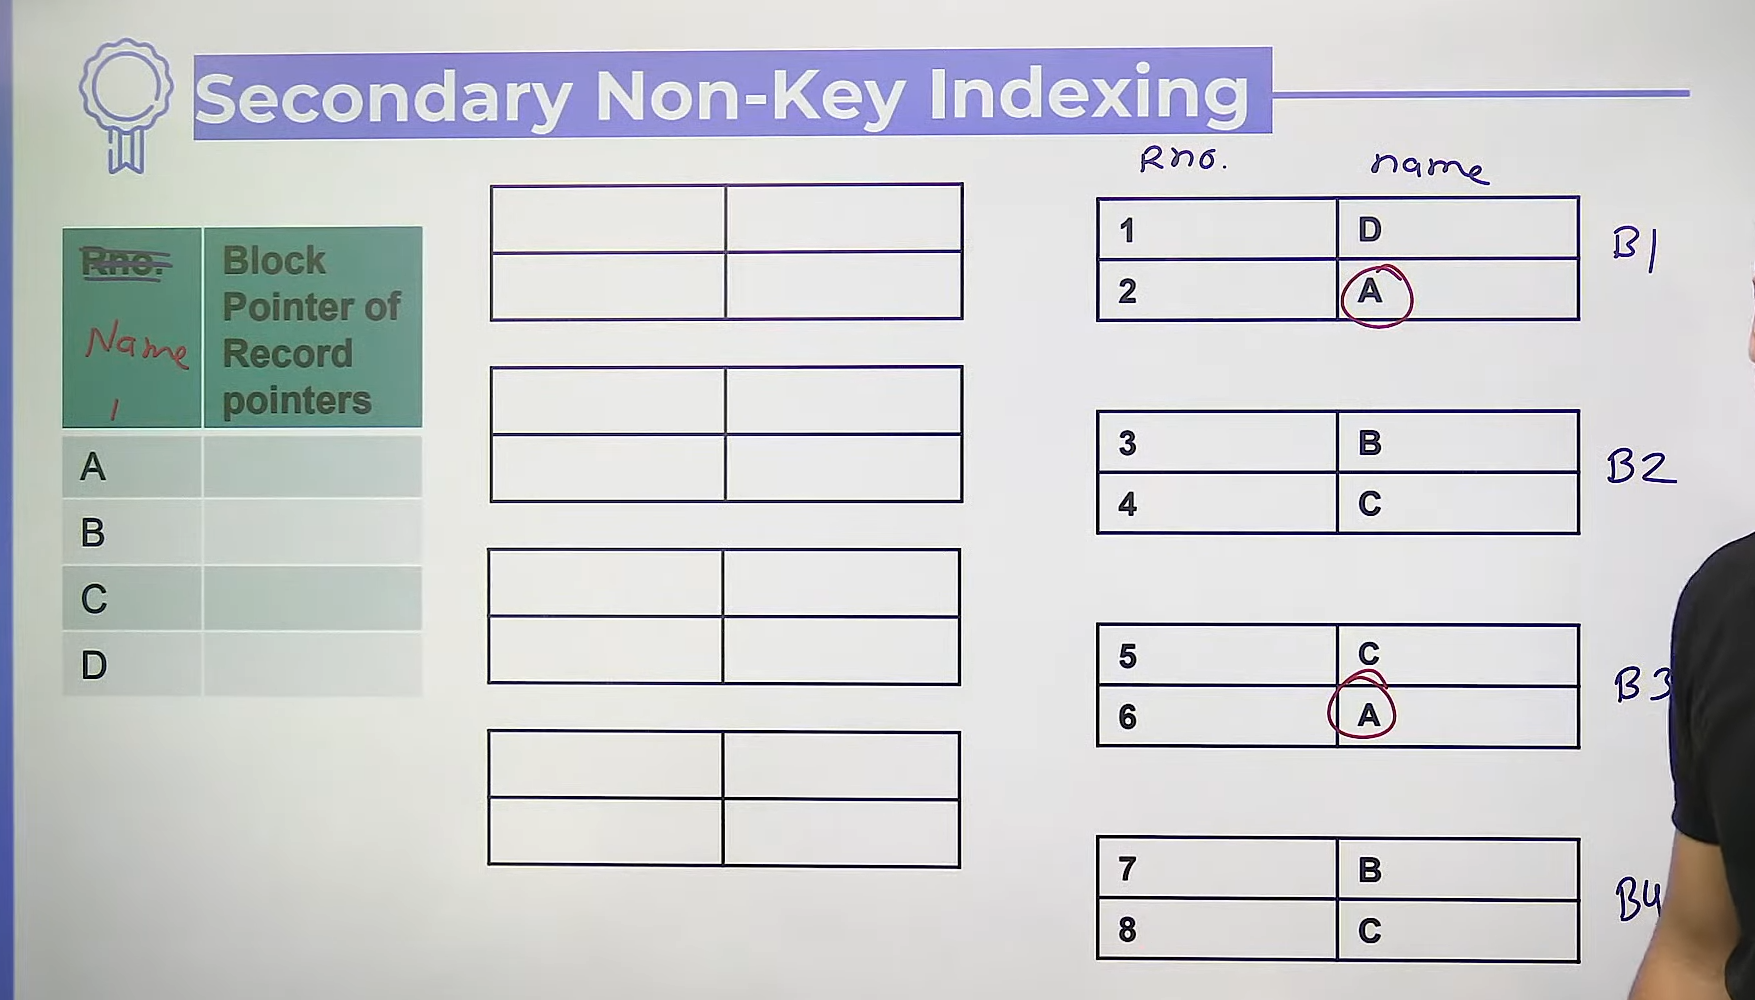 Secondary Non-Key Indexing
Rno. name
Rno. Block
Pointer of
Name Record
pointers
A
B
C
D
1 D
2 A
B1
3 B
4 C
B2
5 C
6 A
B3
7 B
8 C
B4